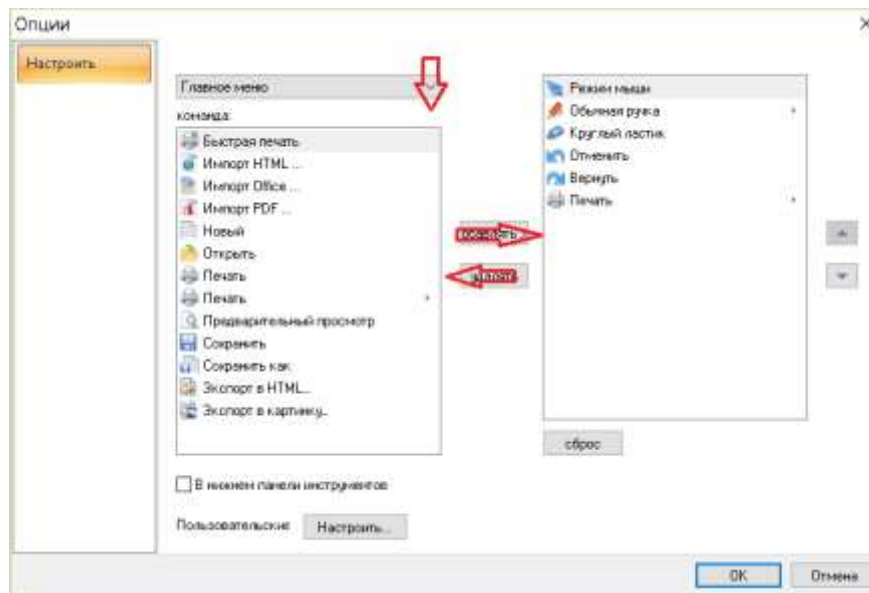 Опции
Настроить
Главное меню
команда:
Быстрая печать
Импорт HTML ...
Импорт Office ...
Импорт PDF ...
Новый
Открыть
Печать
Печать
Предварительный просмотр
Сохранить
Сохранить как
Экспорт в HTML...
Экспорт в картинку...
Режим мыши
Обычная ручка
Круглый ластик
Отменить
Вернуть
Печать
сброс
В нижнем панели инструментов
Пользовательские
Настроить...
OK
Отмена